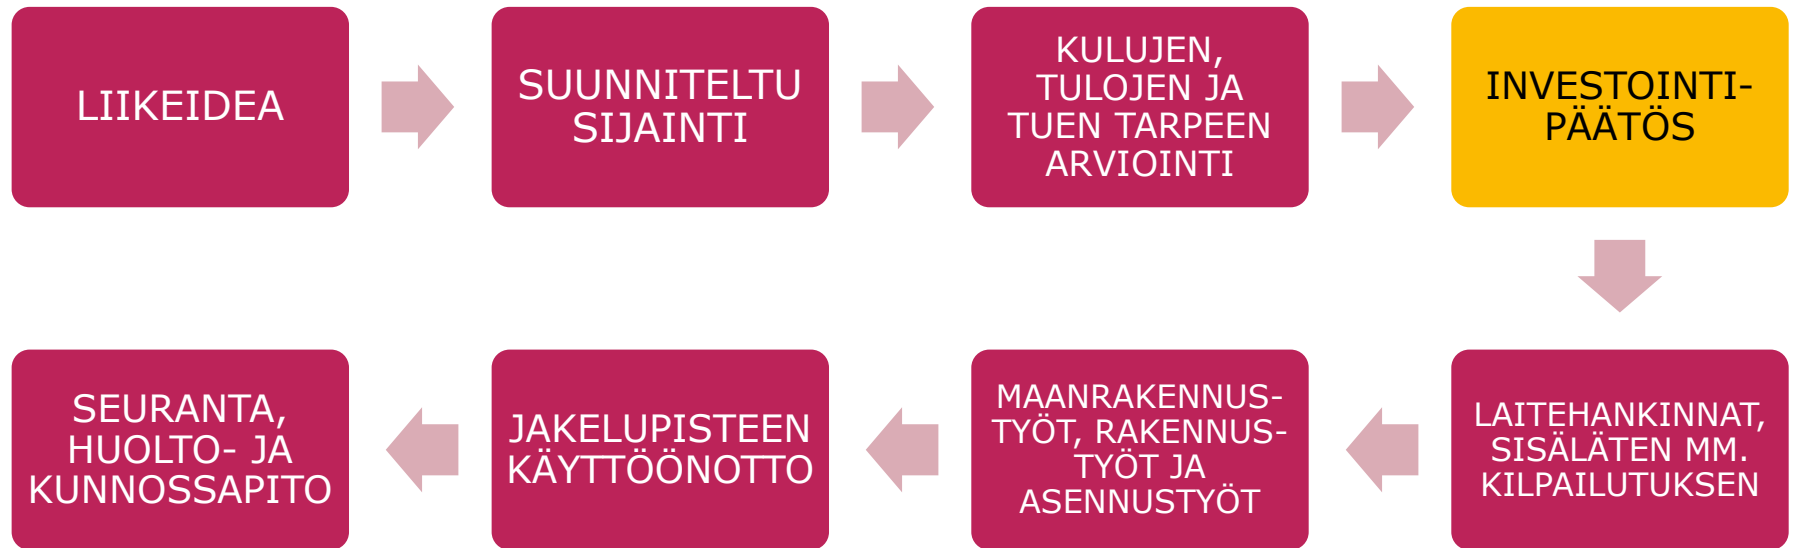 LIIKEIDEA
SUUNNITELTU
SIJAINTI
KULUJEN,
TULOJEN JA
TUEN TARPEEN
ARVIOINTI
INVESTOINTI-
PÄÄTÖS
LAITEHANKINNAT,
SISÄLÄTEN MM.
KILPAILUTUKSEN
MAANRAKENNUS-
TYÖT, RAKENNUS-
TYÖT JA
ASENNUSTYÖT
JAKELUPISTEEN
KÄYTTÖÖNOTTO
SEURANTA,
HUOLTO- JA
KUNNOSSAPITO